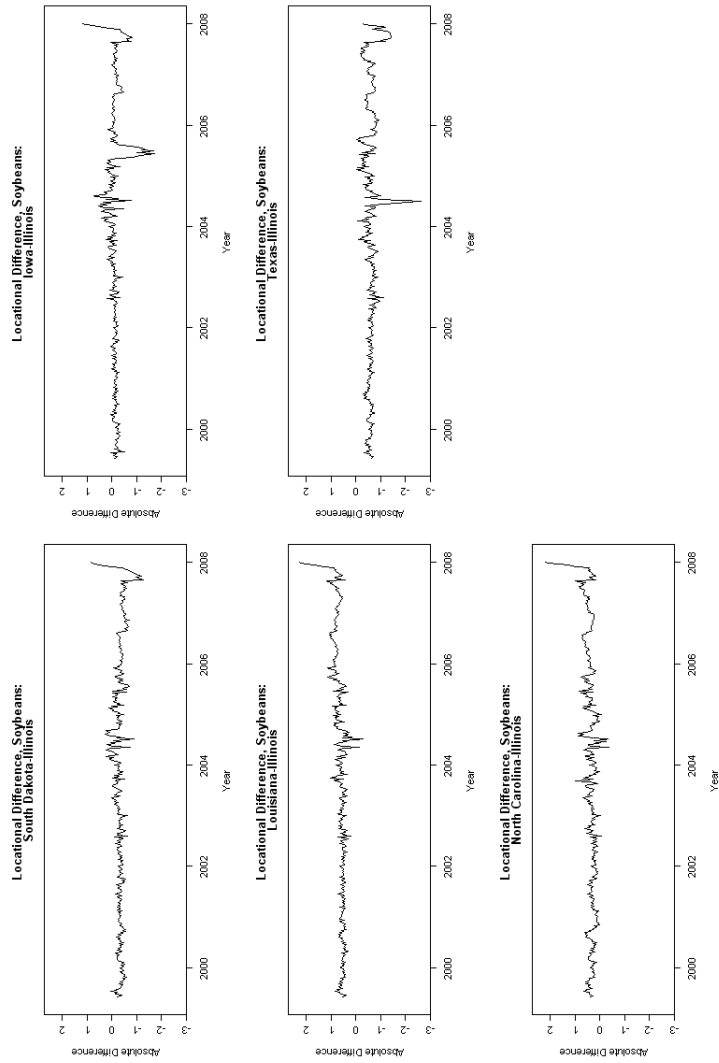 Locational Difference, Soybeans:
South Dakota-Illinois
Absolute Difference
2
1
0
-1
-2
-3
2000
2002
2004
2006
2008
Year
Locational Difference, Soybeans:
Iowa-Illinois
Absolute Difference
2
1
0
-1
-2
-3
2000
2002
2004
2006
2008
Year
Locational Difference, Soybeans:
Louisiana-Illinois
Absolute Difference
2
1
0
-1
-2
-3
2000
2002
2004
2006
2008
Year
Locational Difference, Soybeans:
Texas-Illinois
Absolute Difference
2
1
0
-1
-2
-3
2000
2002
2004
2006
2008
Year
Locational Difference, Soybeans:
North Carolina-Illinois
Absolute Difference
2
1
0
-1
-2
-3
2000
2002
2004
2006
2008
Year